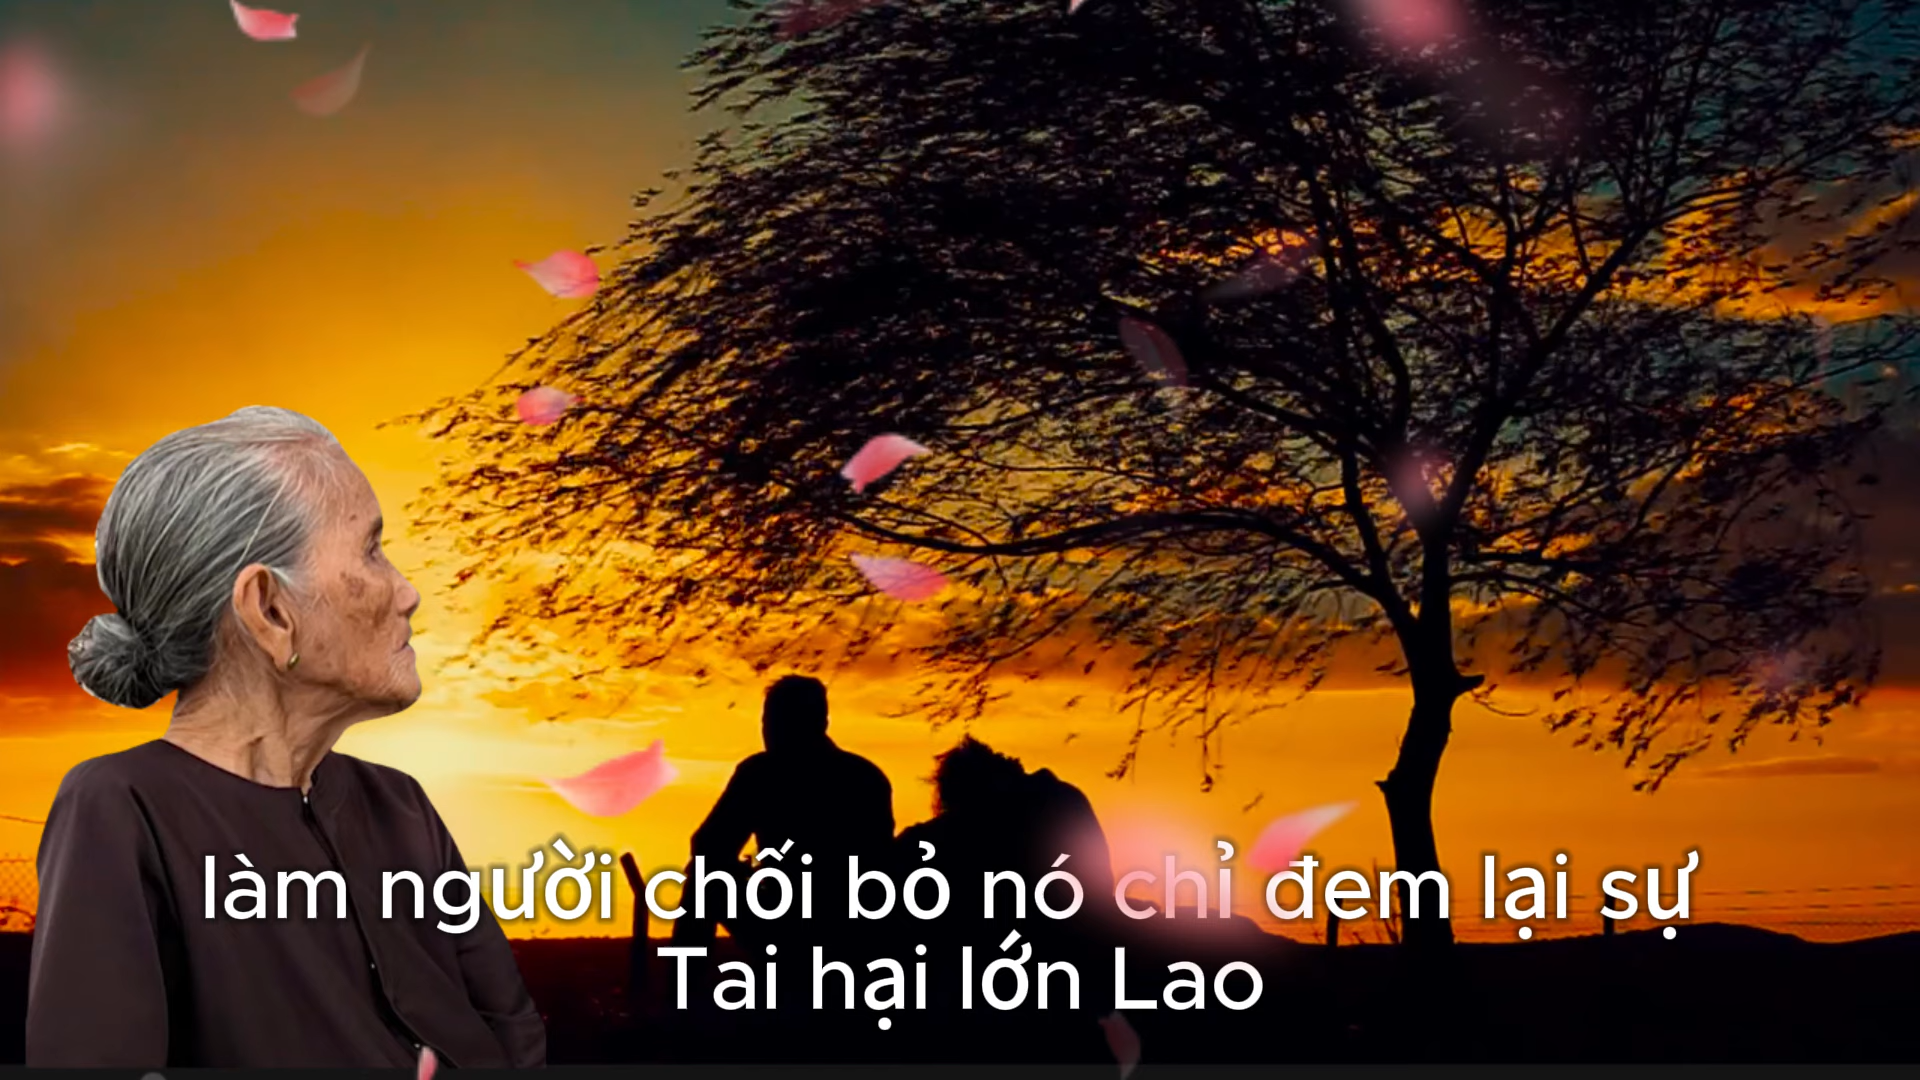 làm người chối bỏ nó chỉ đem lại sự
Tai hại lớn Lao